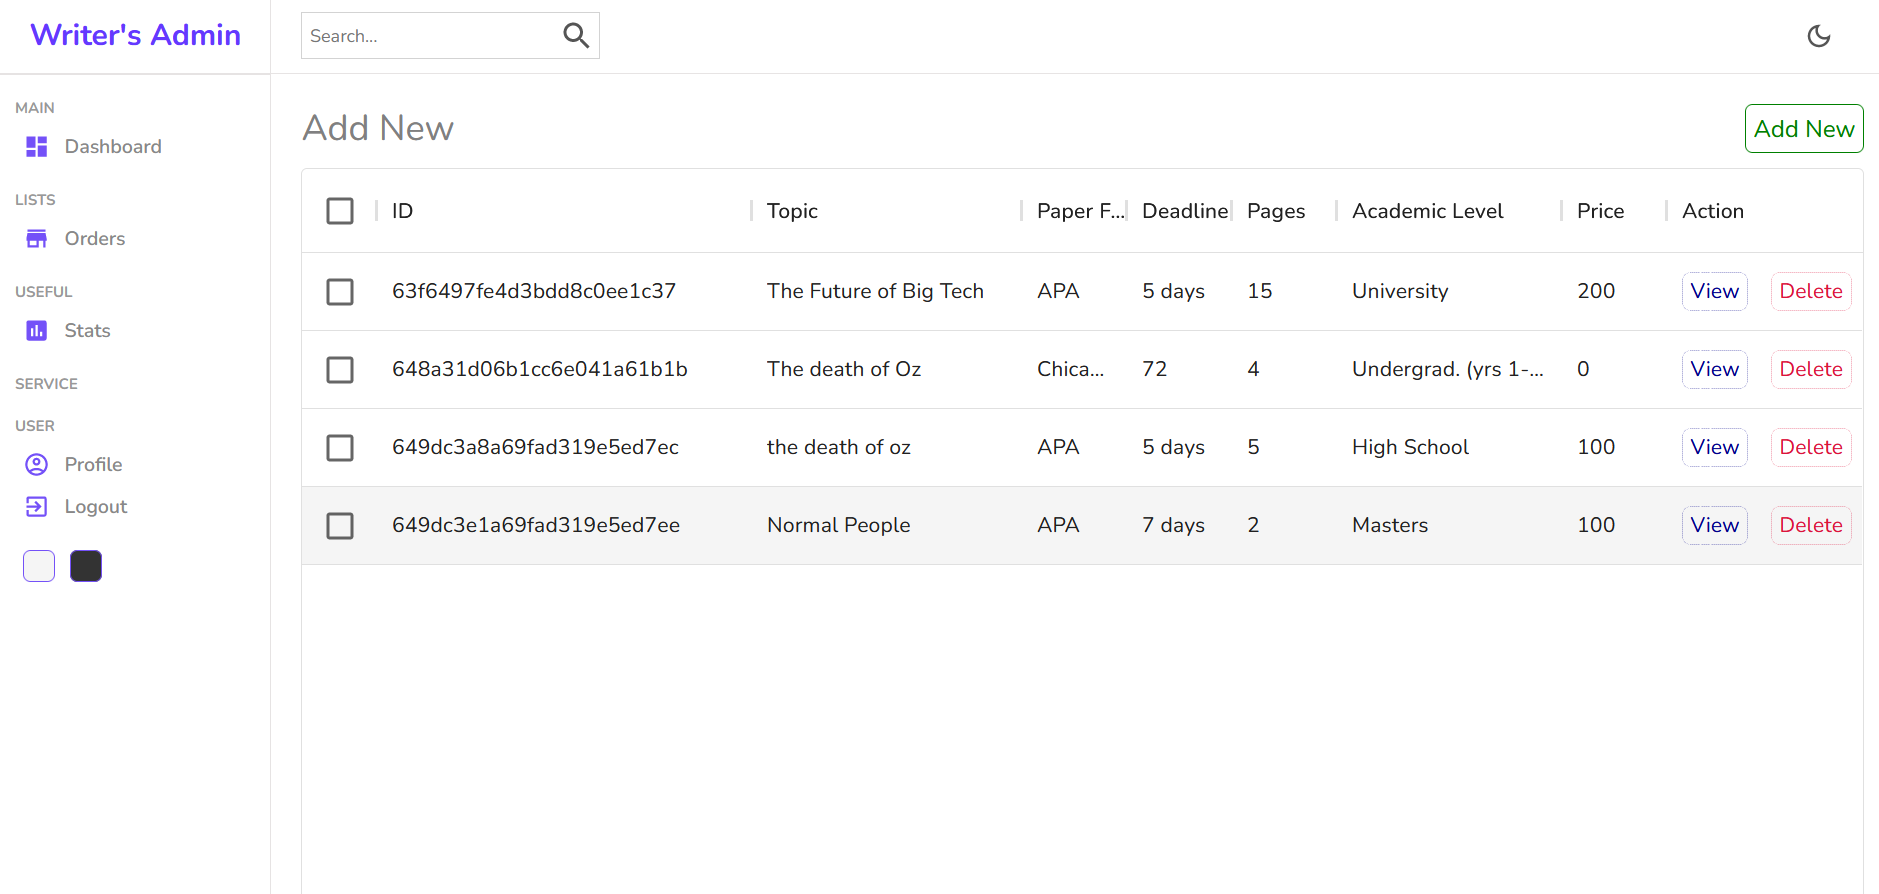 Writer's Admin
Search...
MAIN
Dashboard
LISTS
Orders
USEFUL
Stats
SERVICE
USER
Profile
Logout
Add New
Add New
ID Topic Paper F... Deadline Pages Academic Level Price Action
63f6497fe4d3bdd8c0ee1c37 The Future of Big Tech APA 5 days 15 University 200 View Delete
648a31d06b1cc6e041a61b1b The death of Oz Chica... 72 4 Undergrad. (yrs 1-... 0 View Delete
649dc3a8a69fad319e5ed7ec the death of oz APA 5 days 5 High School 100 View Delete
649dc3e1a69fad319e5ed7ee Normal People APA 7 days 2 Masters 100 View Delete